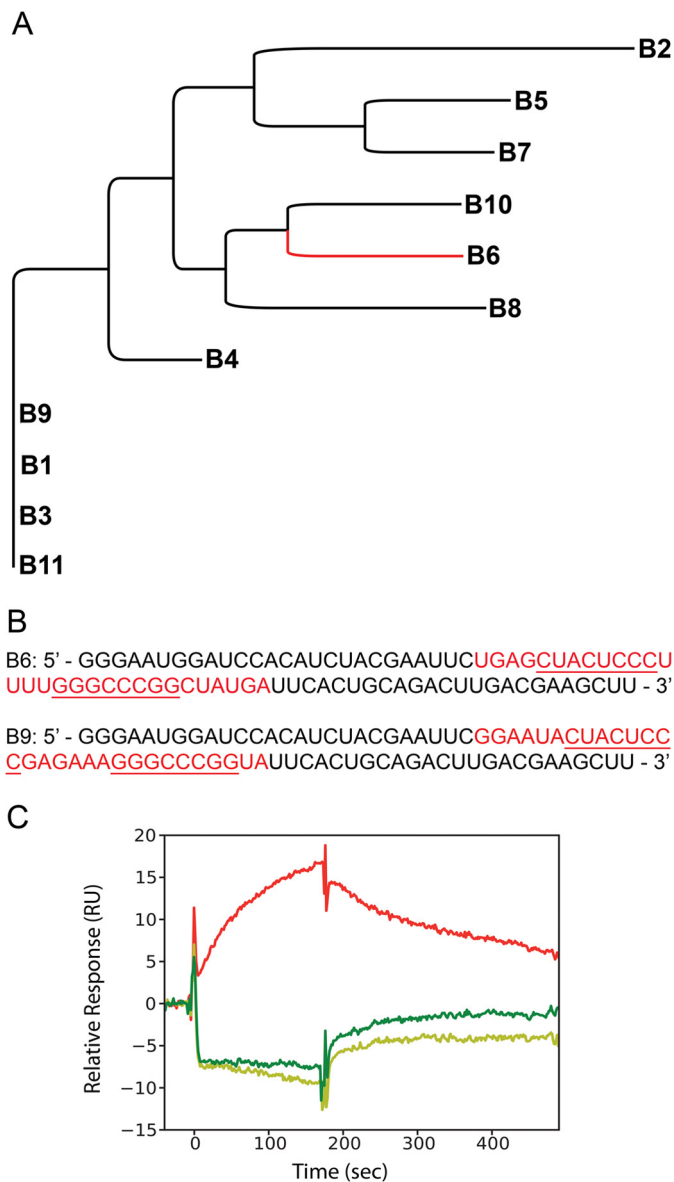 A
B2
B5
B7
B10
B6
B8
B4
B9
B1
B3
B11
B
B6: 5’ - GGGAAUGGAUCCACAUCUACGAAUUCUGAGCUACUCCCU
UUUGGGCCCGGCUAUGAUUCACUGCAGACUUGACGAAGCUU - 3’
B9: 5’ - GGGAAUGGAUCCACAUCUACGAAUUCGGAAUACUACUCC
CGAGAAAGGGCCCGGUAUUCACUGCAGACUUGACGAAGCUU - 3’
C
20
15
10
5
0
−5
−10
−15
Relative Response (RU)
0 100 200 300 400
Time (sec)